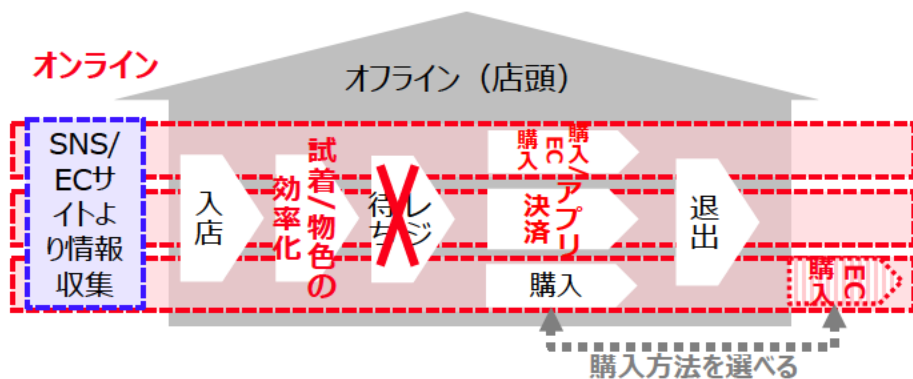 オンライン
オフライン（店頭）
SNS/
ECサ
イトよ
り情報
収集
入店
試着/物色の
効率化
レジ
待ち
購入/アプリ
EC
購入
決済
購入
退出
EC
購入
購入方法を選べる